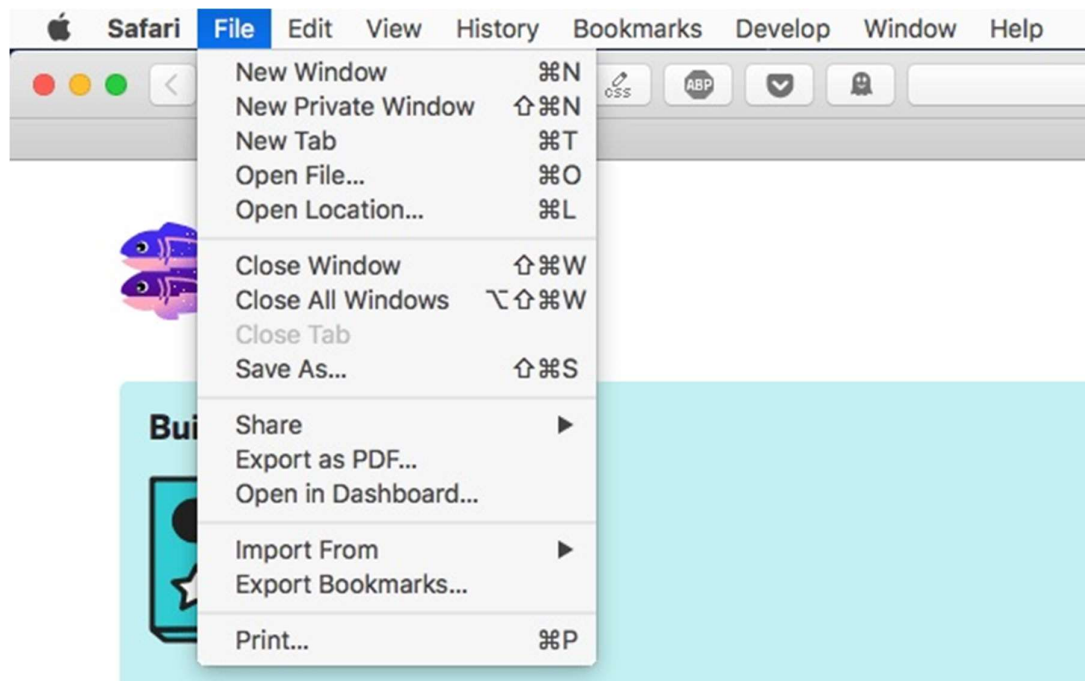 Safari File Edit View History Bookmarks Develop Window Help
New Window ⌘N
css
ABP
New Private Window ⇧⌘N
New Tab ⌘T
Open File... ⌘O
Open Location... ⌘L
Close Window ⇧⌘W
Close All Windows ⌥⇧⌘W
Close Tab
Save As... ⇧⌘S
Share ▶
Bui
Export as PDF...
Open in Dashboard...
Import From ▶
Export Bookmarks...
Print... ⌘P